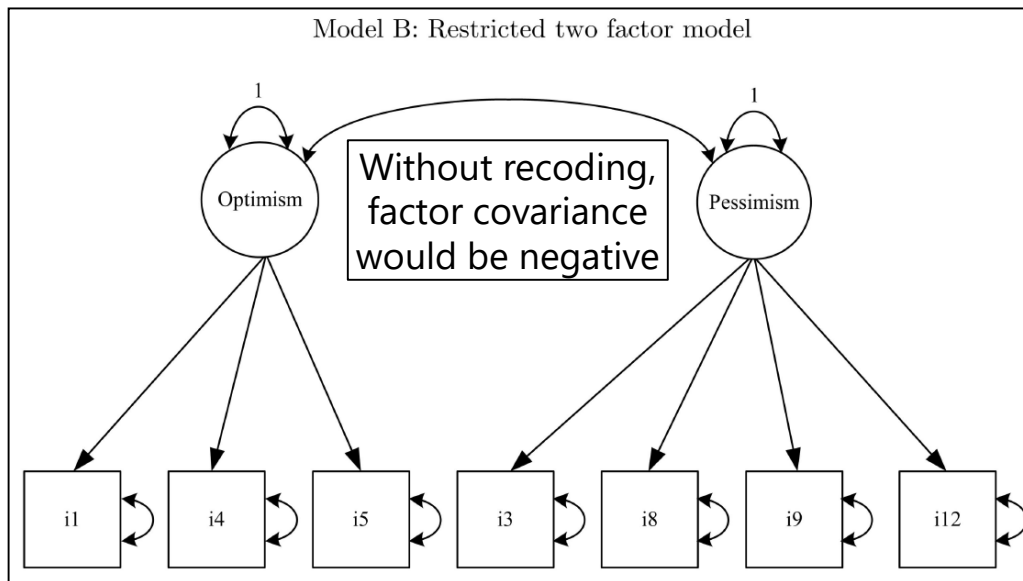 Model B: Restricted two factor model
1
1
Optimism
Without recoding,
factor covariance
would be negative
Pessimism
i1
i4
i5
i3
i8
i9
i12